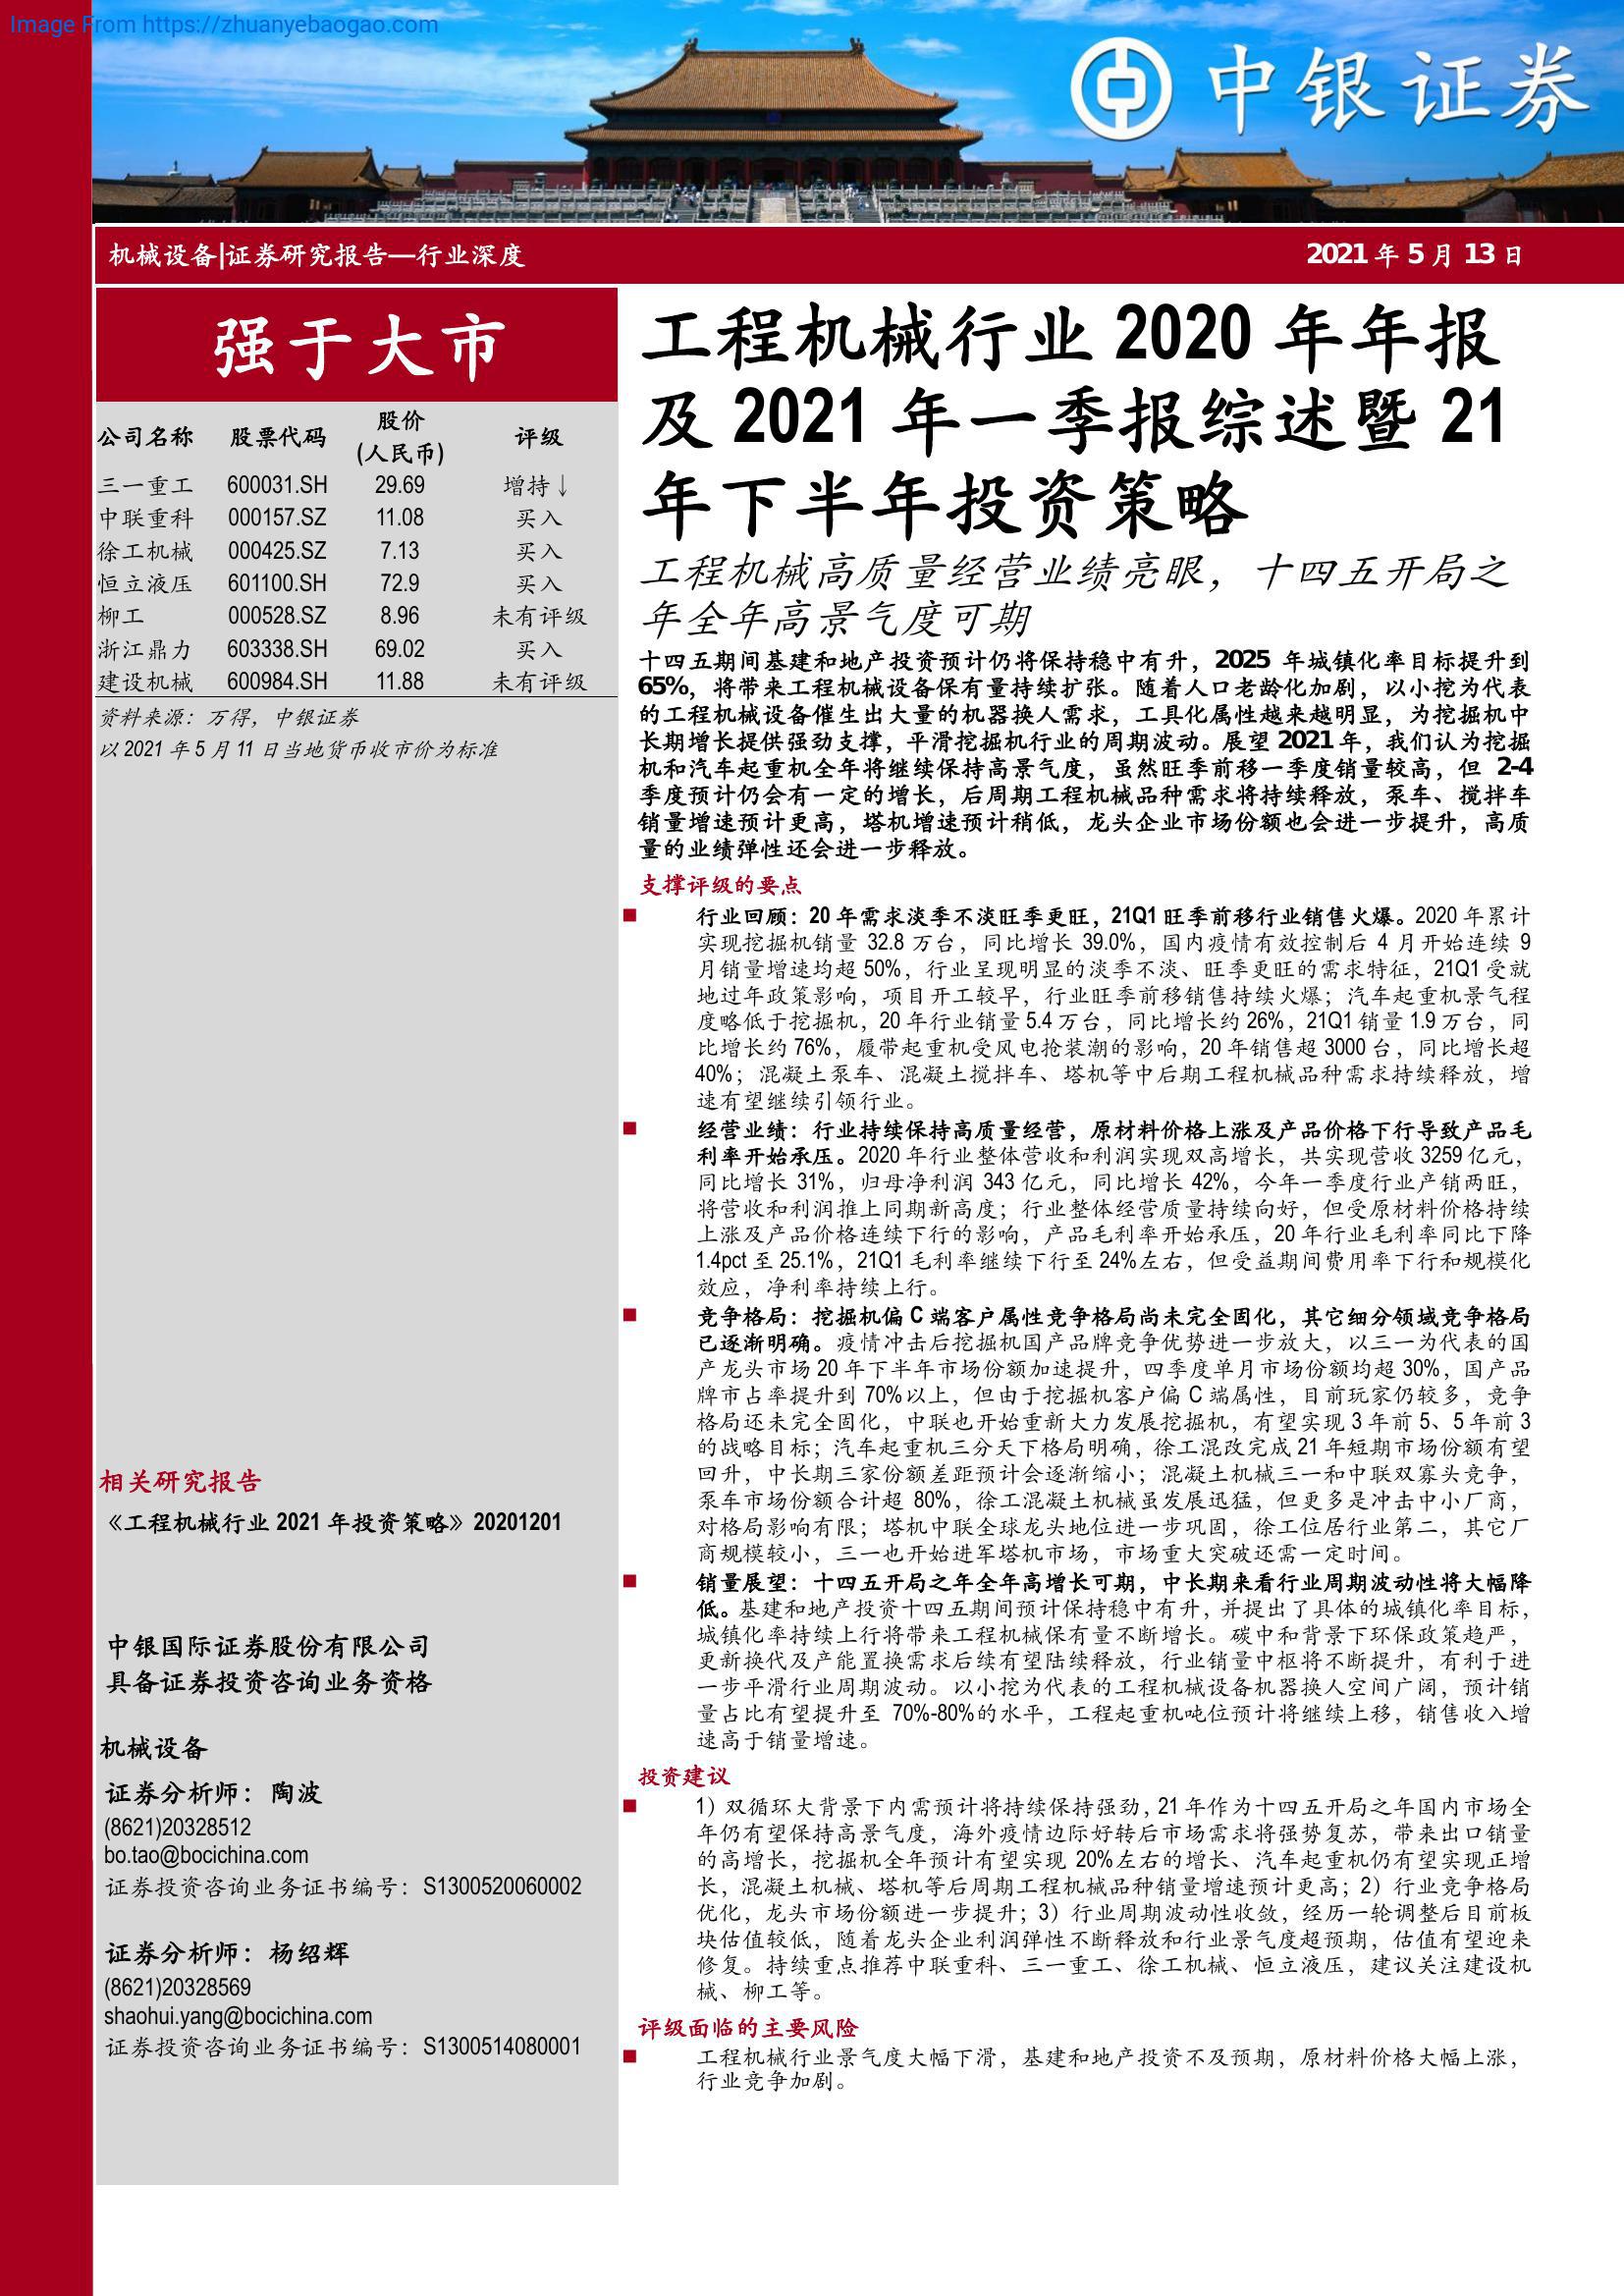 Image From https://zhuanyebaogao.com
中银证券
机械设备|证券研究报告—行业深度
2021 年 5 月 13 日
强于大市
公司名称 股票代码 股价 (人民币) 评级
三一重工 600031.SH 29.69 增持↓
中联重科 000157.SZ 11.08 买入
徐工机械 000425.SZ 7.13 买入
恒立液压 601100.SH 72.9 买入
柳工 000528.SZ 8.96 未有评级
浙江鼎力 603338.SH 69.02 买入
建设机械 600984.SH 11.88 未有评级
资料来源：万得，中银证券
以 2021 年 5 月 11 日当地货币收市价为标准
相关研究报告
《工程机械行业 2021 年投资策略》20201201
中银国际证券股份有限公司
具备证券投资咨询业务资格
机械设备
证券分析师：陶波
(8621)20328512
bo.tao@bocichina.com
证券投资咨询业务证书编号：S1300520060002
证券分析师：杨绍辉
(8621)20328569
shaohui.yang@bocichina.com
证券投资咨询业务证书编号：S1300514080001
工程机械行业 2020 年年报
及 2021 年一季报综述暨 21
年下半年投资策略
工程机械高质量经营业绩亮眼，十四五开局之
年全年高景气度可期
十四五期间基建和地产投资预计仍将保持稳中有升，2025 年城镇化率目标提升到
65%，将带来工程机械设备保有量持续扩张。随着人口老龄化加剧，以小挖为代表
的工程机械设备催生出大量的机器换人需求，工具化属性越来越明显，为挖掘机中
长期增长提供强劲支撑，平滑挖掘机行业的周期波动。展望 2021 年，我们认为挖掘
机和汽车起重机全年将继续保持高景气度，虽然旺季前移一季度销量较高，但 2-4
季度预计仍会有一定的增长，后周期工程机械品种需求将持续释放，泵车、搅拌车
销量增速预计更高，塔机增速预计稍低，龙头企业市场份额也会进一步提升，高质
量的业绩弹性还会进一步释放。
支撑评级的要点
■ 行业回顾：20 年需求淡季不淡旺季更旺，21Q1 旺季前移行业销售火爆。2020 年累计
实现挖掘机销量 32.8 万台，同比增长 39.0%，国内疫情有效控制后 4 月开始连续 9
月销量增速均超 50%，行业呈现明显的淡季不淡、旺季更旺的需求特征，21Q1 受就
地过年政策影响，项目开工较早，行业旺季前移销售持续火爆；汽车起重机景气程
度略低于挖掘机，20 年行业销量 5.4 万台，同比增长约 26%，21Q1 销量 1.9 万台，同
比增长约 76%，履带起重机受风电抢装潮的影响，20 年销售超 3000 台，同比增长超
40%；混凝土泵车、混凝土搅拌车、塔机等中后期工程机械品种需求持续释放，增
速有望继续引领行业。
■ 经营业绩：行业持续保持高质量经营，原材料价格上涨及产品价格下行导致产品毛
利率开始承压。2020 年行业整体营收和利润实现双高增长，共实现营收 3259 亿元，
同比增长 31%，归母净利润 343 亿元，同比增长 42%，今年一季度行业产销两旺，
将营收和利润推上同期新高度；行业整体经营质量持续向好，但受原材料价格持续
上涨及产品价格连续下行的影响，产品毛利率开始承压，20 年行业毛利率同比下降
1.4pct 至 25.1%，21Q1 毛利率继续下行至 24%左右，但受益期间费用率下行和规模化
效应，净利率持续上行。
■ 竞争格局：挖掘机偏 C 端客户属性竞争格局尚未完全固化，其它细分领域竞争格局
已逐渐明确。疫情冲击后挖掘机国产品牌竞争优势进一步放大，以三一为代表的国
产龙头市场 20 年下半年市场份额加速提升，四季度单月市场份额均超 30%，国产品
牌市占率提升到 70%以上，但由于挖掘机客户偏 C 端属性，目前玩家仍较多，竞争
格局还未完全固化，中联也开始重新大力发展挖掘机，有望实现 3 年前 5、5 年前 3
的战略目标；汽车起重机三分天下格局明确，徐工混改完成 21 年短期市场份额有望
回升，中长期三家份额差距预计会逐渐缩小；混凝土机械三一和中联双寡头竞争，
泵车市场份额合计超 80%，徐工混凝土机械虽发展迅猛，但更多是冲击中小厂商，
对格局影响有限；塔机中联全球龙头地位进一步巩固，徐工位居行业第二，其它厂
商规模较小，三一也开始进军塔机市场，市场重大突破还需一定时间。
■ 销量展望：十四五开局之年全年高增长可期，中长期来看行业周期波动性将大幅降
低。基建和地产投资十四五期间预计保持稳中有升，并提出了具体的城镇化率目标，
城镇化率持续上行将带来工程机械保有量不断增长。碳中和背景下环保政策趋严，
更新换代及产能置换需求后续有望陆续释放，行业销量中枢将不断提升，有利于进
一步平滑行业周期波动。以小挖为代表的工程机械设备机器换人空间广阔，预计销
量占比有望提升至 70%-80%的水平，工程起重机吨位预计将继续上移，销售收入增
速高于销量增速。
投资建议
■ 1）双循环大背景下内需预计将持续保持强劲，21 年作为十四五开局之年国内市场全
年仍有望保持高景气度，海外疫情边际好转后市场需求将强势复苏，带来出口销量
的高增长，挖掘机全年预计有望实现 20%左右的增长、汽车起重机仍有望实现正增
长，混凝土机械、塔机等后周期工程机械品种销量增速预计更高；2）行业竞争格局
优化，龙头市场份额进一步提升；3）行业周期波动性收敛，经历一轮调整后目前板
块估值较低，随着龙头企业利润弹性不断释放和行业景气度超预期，估值有望迎来
修复。持续重点推荐中联重科、三一重工、徐工机械、恒立液压，建议关注建设机
械、柳工等。
评级面临的主要风险
■ 工程机械行业景气度大幅下滑，基建和地产投资不及预期，原材料价格大幅上涨，
行业竞争加剧。